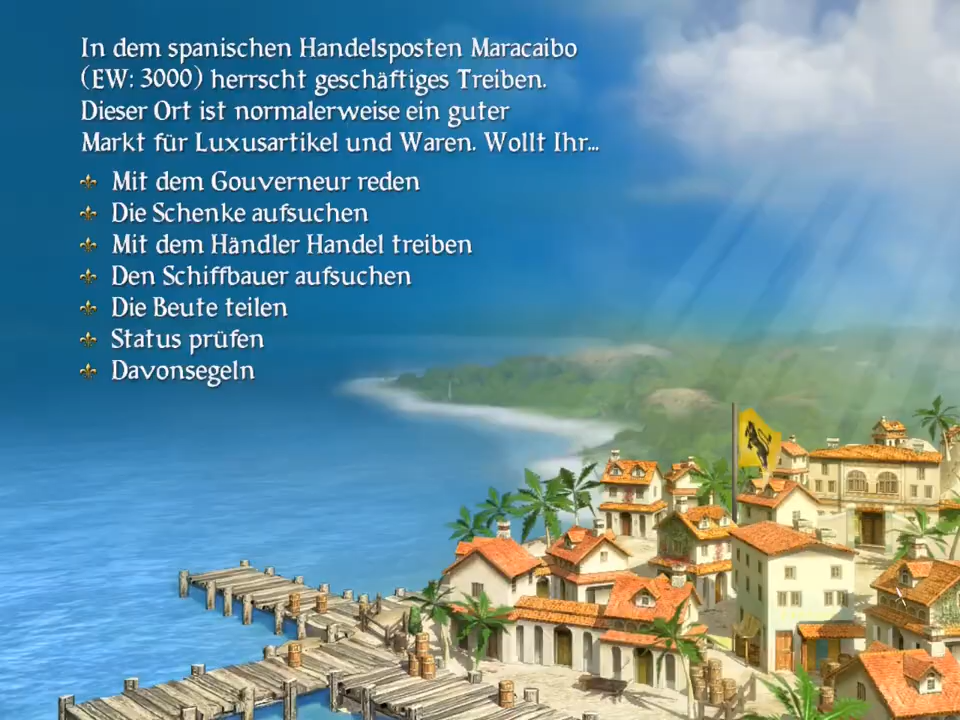 In dem spanischen Handelsposten Maracaibo
(EW: 3000) herrscht geschäftiges Treiben.
Dieser Ort ist normalerweise ein guter
Markt für Luxusartikel und Waren. Wollt Ihr...
Mit dem Gouverneur reden
Die Schenke aufsuchen
Mit dem Händler Handel treiben
Den Schiffbauer aufsuchen
Die Beute teilen
Status prüfen
Davonsegeln